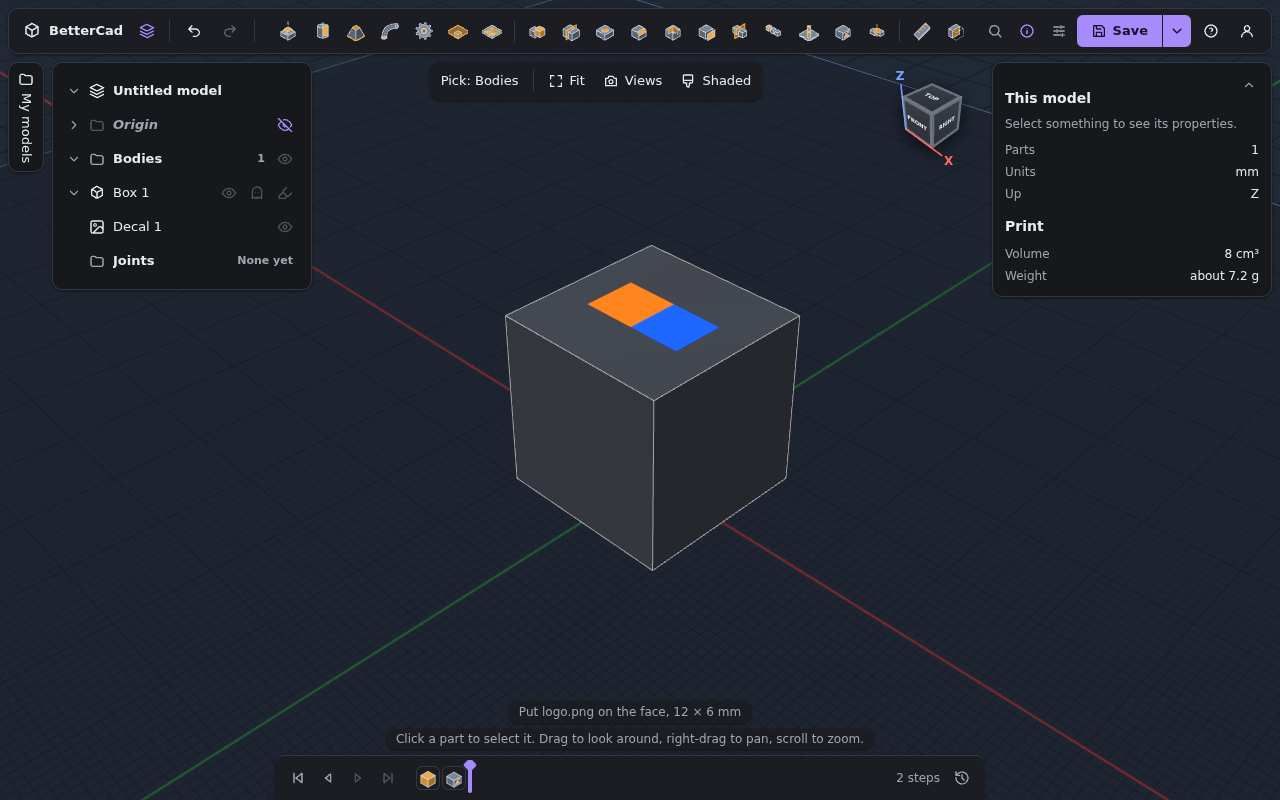 BetterCad
Save
My models
Untitled model
Origin
Bodies 1
Box 1
Decal 1
Joints None yet
Pick: Bodies
Fit
Views
Shaded
Z
TOP
FRONT
RIGHT
X
This model
Select something to see its properties.
Parts 1
Units mm
Up Z
Print
Volume 8 cm³
Weight about 7.2 g
Put logo.png on the face, 12 × 6 mm
Click a part to select it. Drag to look around, right-drag to pan, scroll to zoom.
2 steps